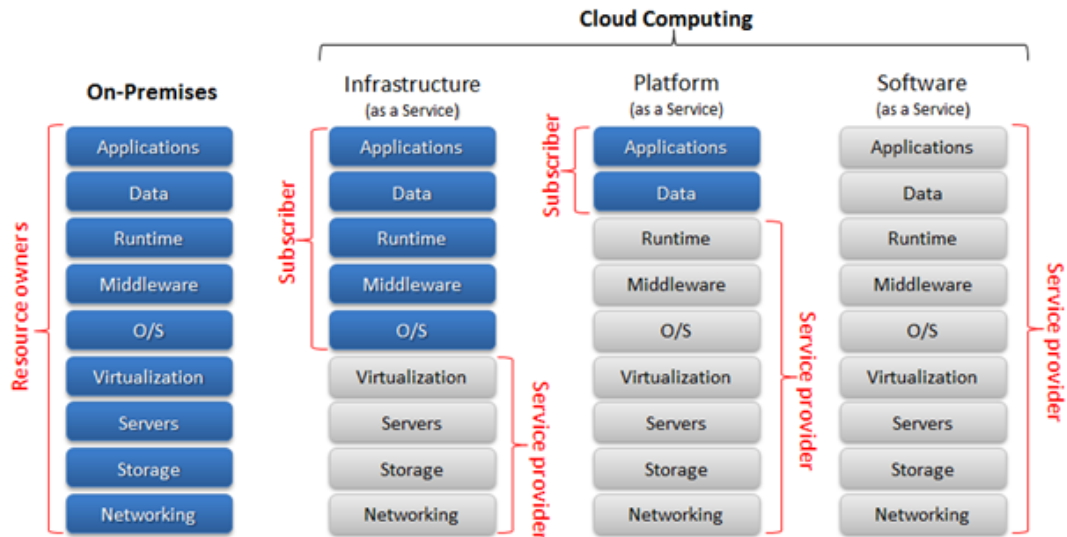 Cloud Computing
On-Premises
Resource owners
Applications
Data
Runtime
Middleware
O/S
Virtualization
Servers
Storage
Networking
Infrastructure
(as a Service)
Subscriber
Applications
Data
Runtime
Middleware
O/S
Virtualization
Servers
Storage
Networking
Service provider
Platform
(as a Service)
Subscriber
Applications
Data
Runtime
Middleware
O/S
Virtualization
Servers
Storage
Networking
Service provider
Software
(as a Service)
Applications
Data
Runtime
Middleware
O/S
Virtualization
Servers
Storage
Networking
Service provider